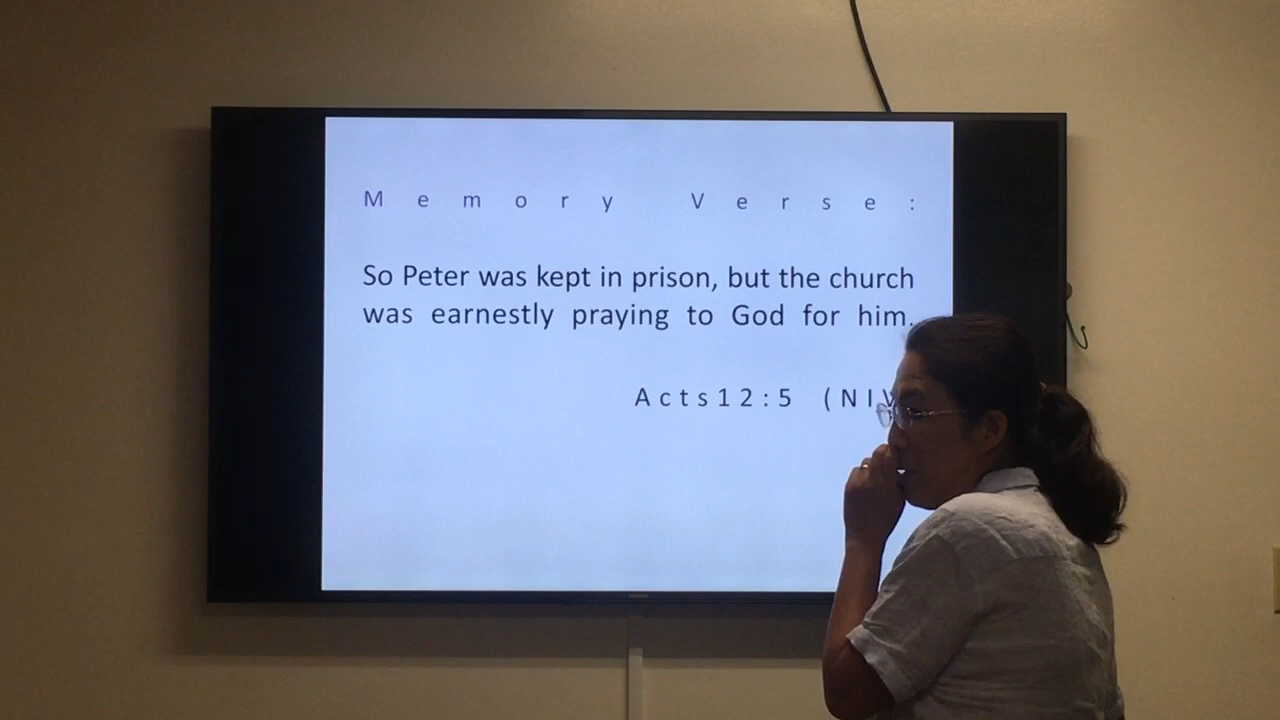 Memory Verse:
So Peter was kept in prison, but the church
was earnestly praying to God for him.
Acts12:5 (NIV